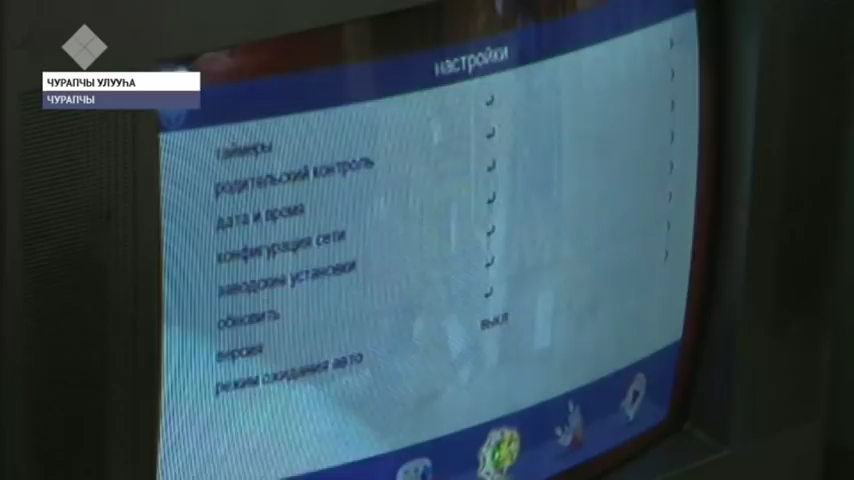 ЧУРАПЧЫ УЛУУҺА
ЧУРАПЧЫ
настройки
таймеры
родительский контроль
дата и время
конфигурация сети
заводские установки
обновить
версия
режим ожидания авто
выкл